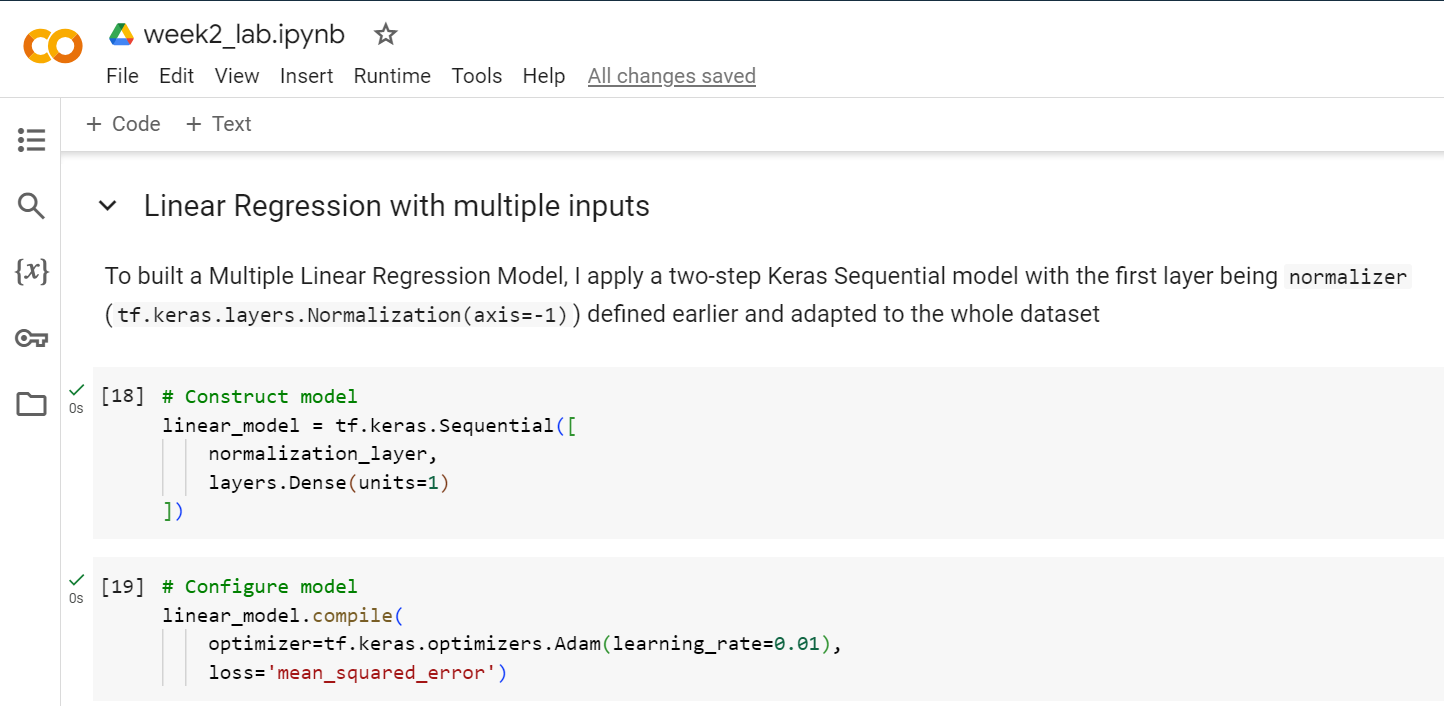 week2_lab.ipynb
File Edit View Insert Runtime Tools Help All changes saved
+ Code + Text
Linear Regression with multiple inputs
To built a Multiple Linear Regression Model, I apply a two-step Keras Sequential model with the first layer being normalizer
(tf.keras.layers.Normalization(axis=-1)) defined earlier and adapted to the whole dataset
[18] # Construct model
0s
linear_model = tf.keras.Sequential([
normalization_layer,
layers.Dense(units=1)
])
[19] # Configure model
0s
linear_model.compile(
optimizer=tf.keras.optimizers.Adam(learning_rate=0.01),
loss='mean_squared_error')
{x}